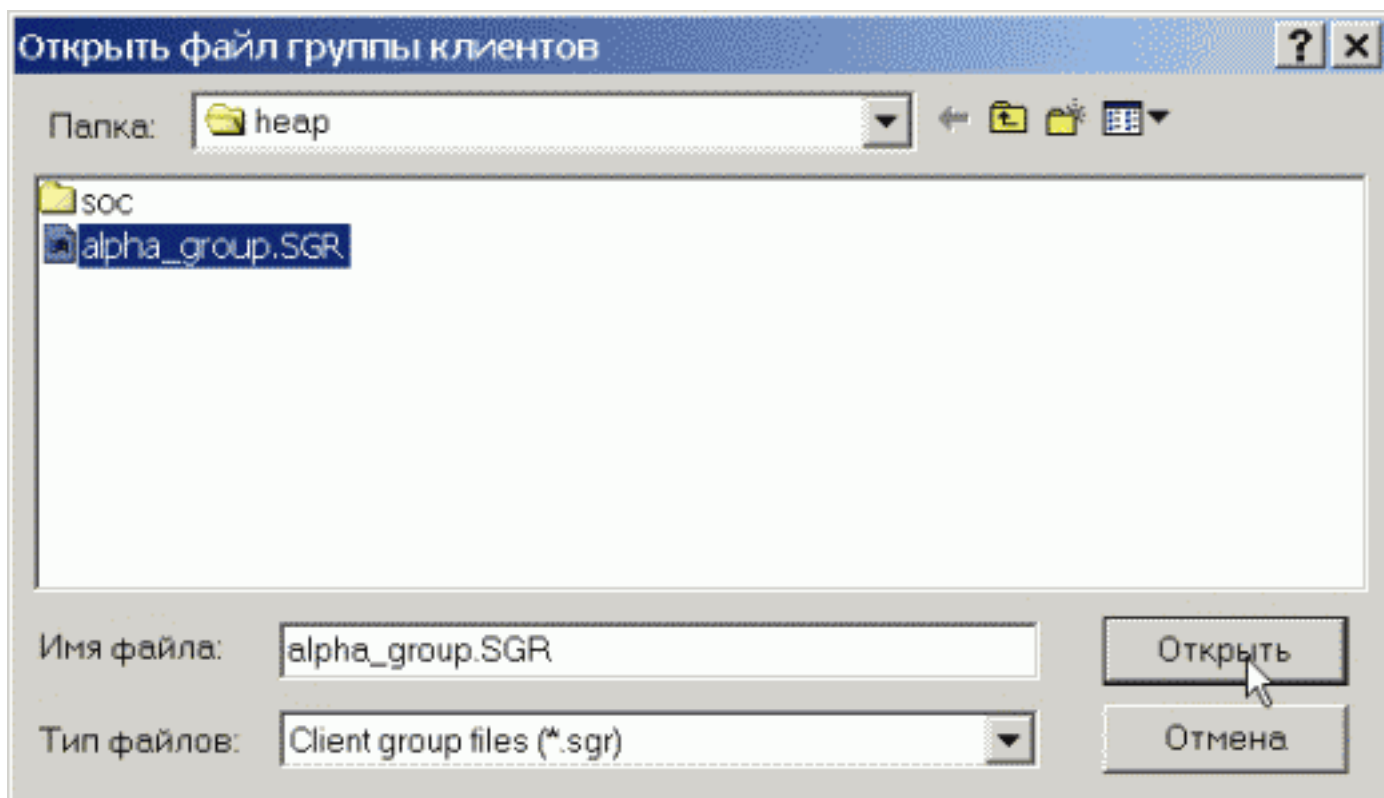 Открыть файл группы клиентов
Папка: heap
soc
alpha_group.SGR
Имя файла: alpha_group.SGR Открыть
Тип файлов: Client group files (*.sgr) Отмена